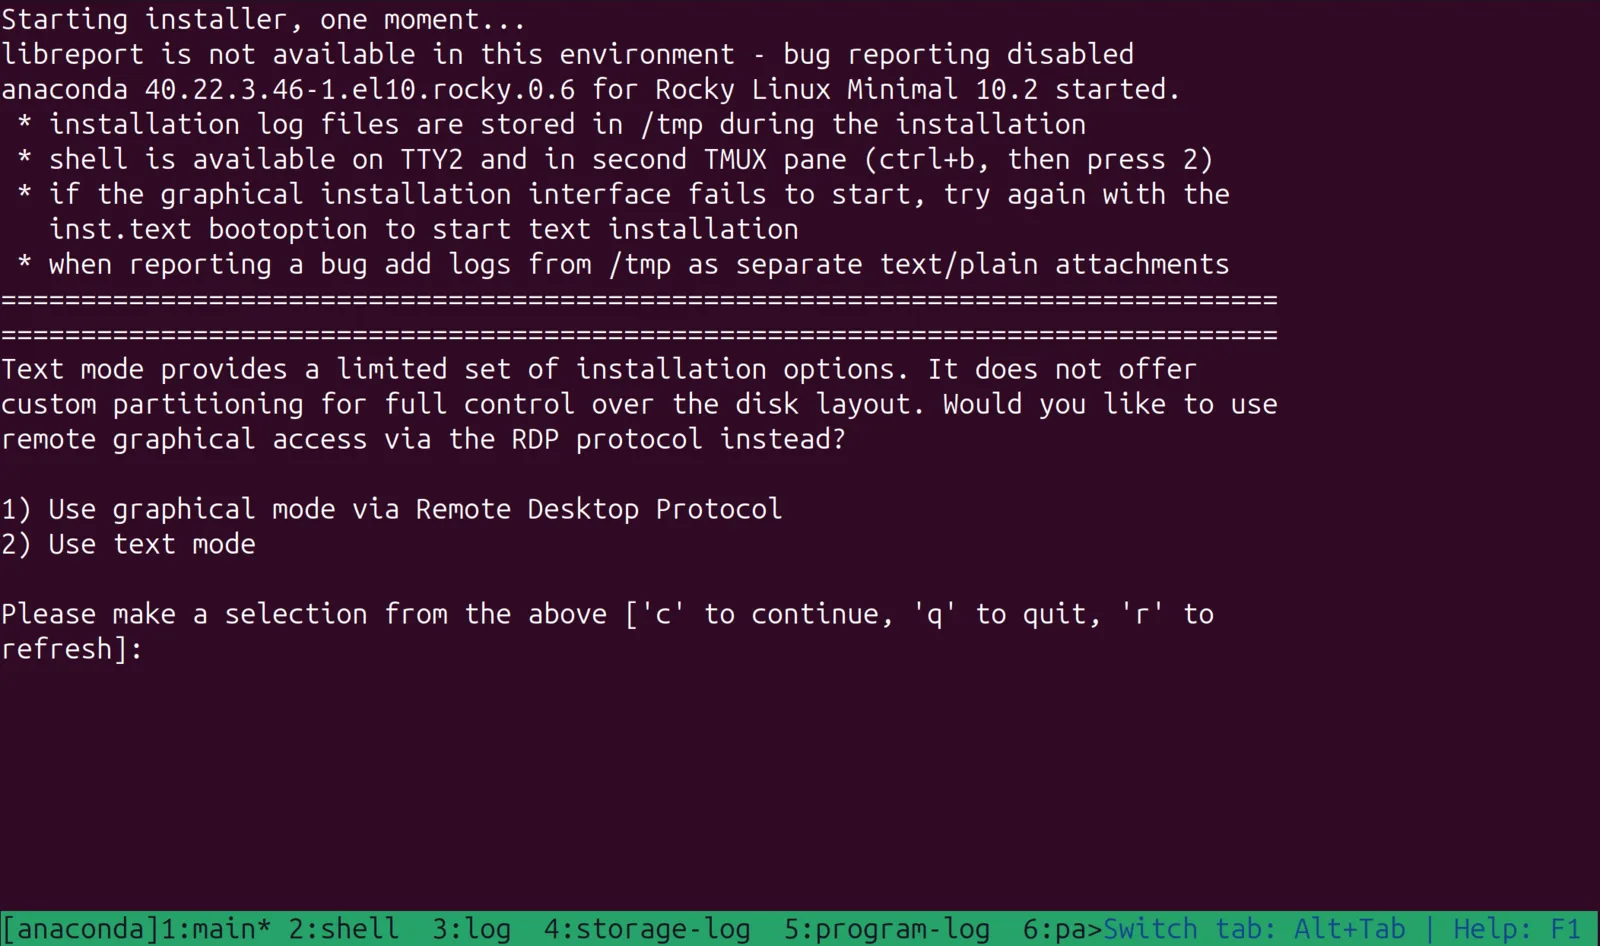 Starting installer, one moment...
libreport is not available in this environment - bug reporting disabled
anaconda 40.22.3.46-1.el10.rocky.0.6 for Rocky Linux Minimal 10.2 started.
 * installation log files are stored in /tmp during the installation
 * shell is available on TTY2 and in second TMUX pane (ctrl+b, then press 2)
 * if the graphical installation interface fails to start, try again with the
   inst.text bootoption to start text installation
 * when reporting a bug add logs from /tmp as separate text/plain attachments
================================================================================
================================================================================
Text mode provides a limited set of installation options. It does not offer
custom partitioning for full control over the disk layout. Would you like to use
remote graphical access via the RDP protocol instead?

1) Use graphical mode via Remote Desktop Protocol
2) Use text mode

Please make a selection from the above ['c' to continue, 'q' to quit, 'r' to
refresh]:
[anaconda]1:main* 2:shell  3:log  4:storage-log  5:program-log  6:pa>Switch tab: Alt+Tab | Help: F1